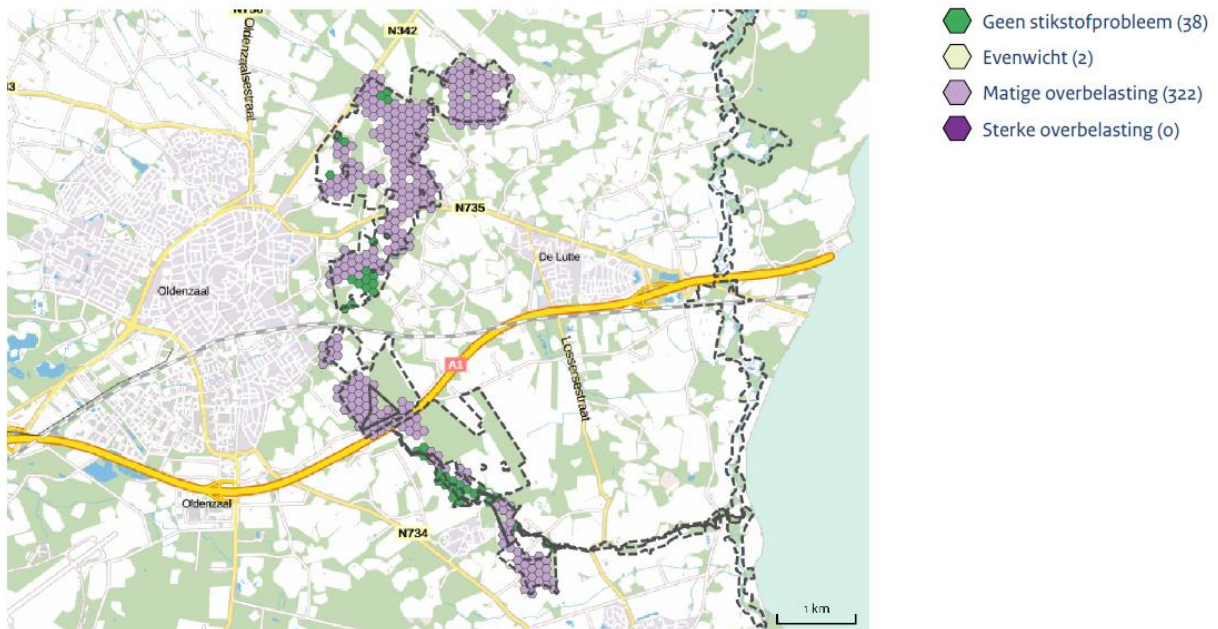 N342
Oldenzaalsestraat
N735
De Lutte
Oldenzaal
A1
Lossersestraat
Oldenzaal
N734
1 km
Geen stikstofprobleem (38)
Evenwicht (2)
Matige overbelasting (322)
Sterke overbelasting (0)